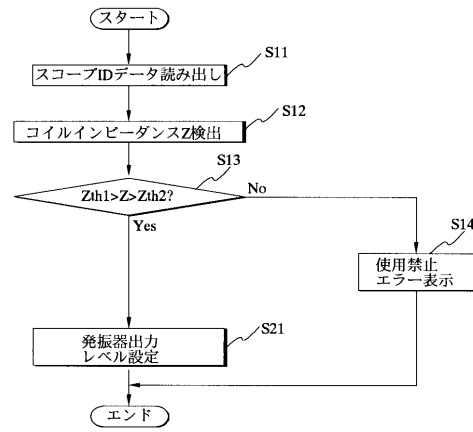 スタート
S11
スコープIDデータ読み出し
S12
コイルインピーダンスZ検出
S13
Zth1>Z>Zth2?
No
Yes
S14
使用禁止
エラー表示
S21
発振器出力
レベル設定
エンド